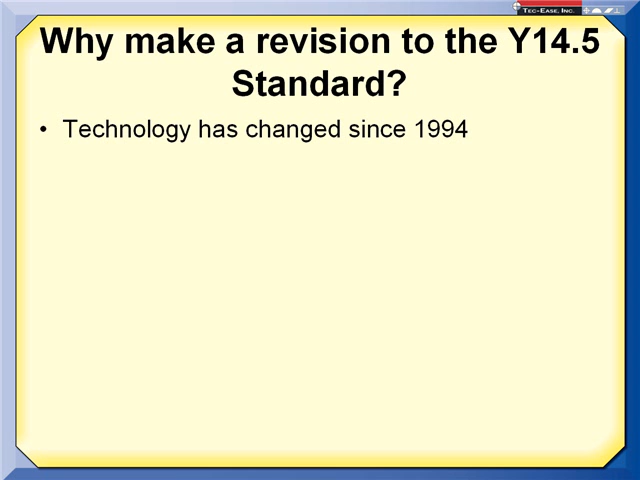 TEC-EASE, INC.
Why make a revision to the Y14.5
Standard?
• Technology has changed since 1994